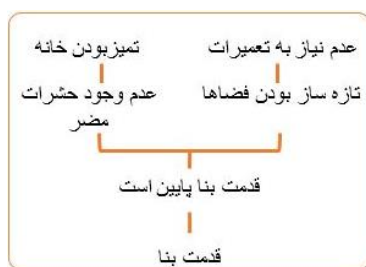 عدم نیاز به تعمیرات
تمیزبودن خانه
تازه ساز بودن فضاها
عدم وجود حشرات
مضر
قدمت بنا پایین است
قدمت بنا